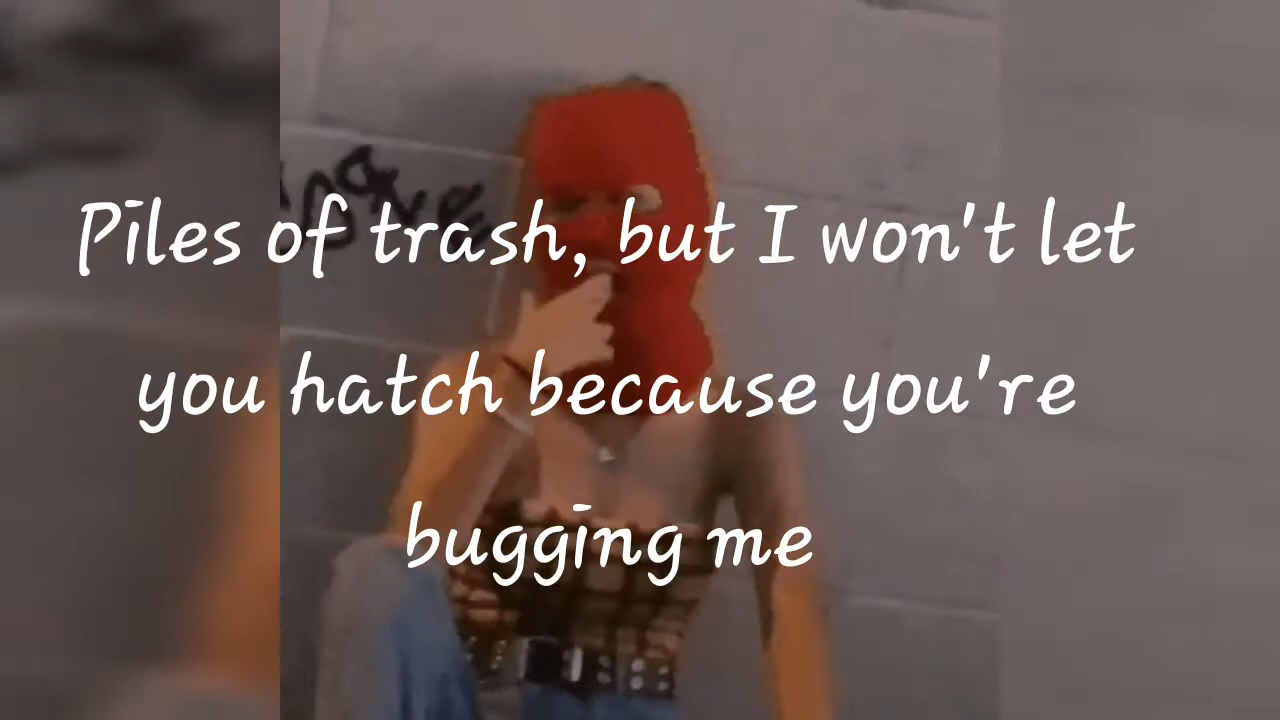 Piles of trash, but I won't let
you hatch because you're
bugging me